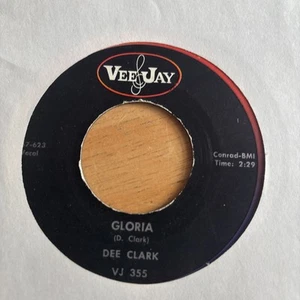 VEE JAY
Conrad-BMI
Time: 2:29
GLORIA
(D. Clark)
DEE CLARK
VJ 355